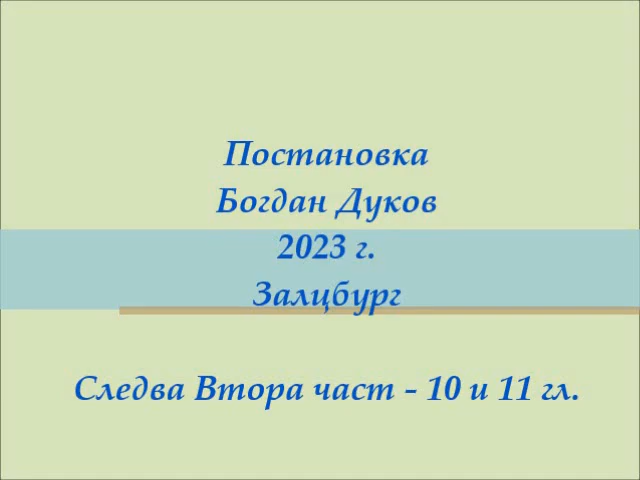 Постановка
Богдан Дуков
2023 г.
Залцбург
Следва Втора част - 10 и 11 гл.